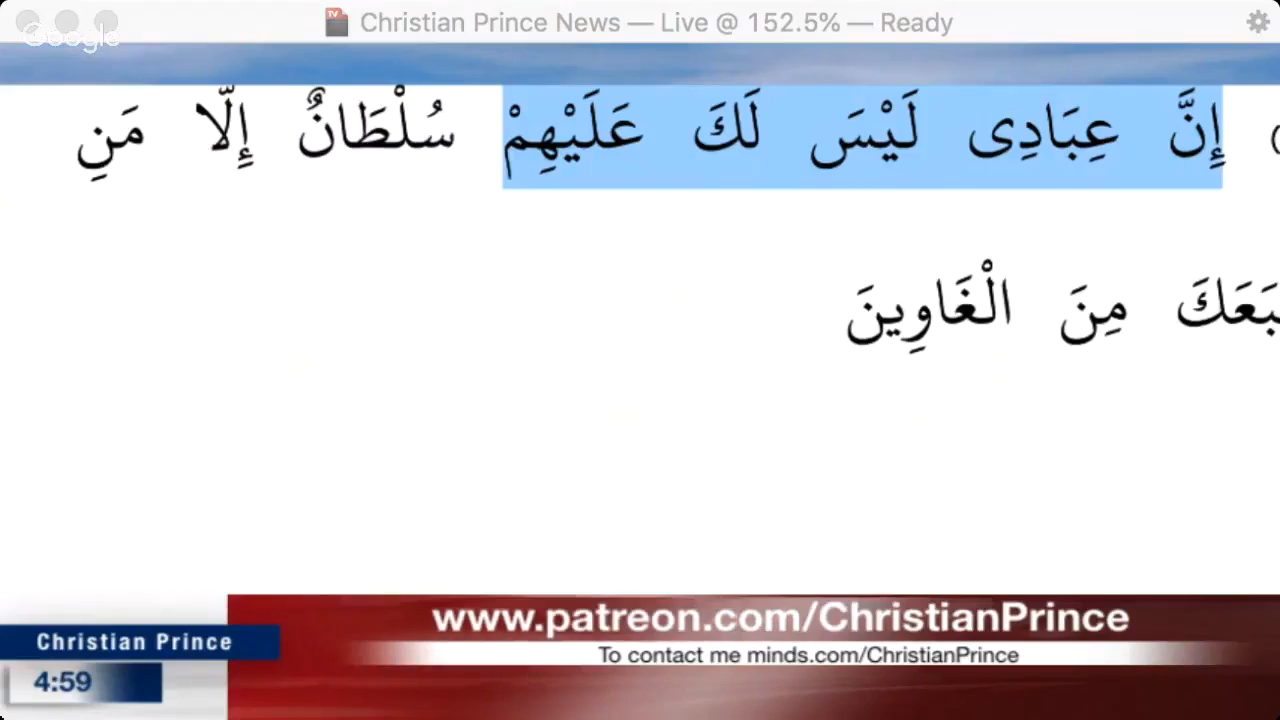 Christian Prince News — Live @ 152.5% — Ready
Google
إِنَّ عِبَادِى لَيْسَ لَكَ عَلَيْهِمْ سُلْطَانٌ إِلَّا مَنِ
مِنَ الْغَاوِينَ
www.patreon.com/ChristianPrince
To contact me minds.com/ChristianPrince
Christian Prince
4:59